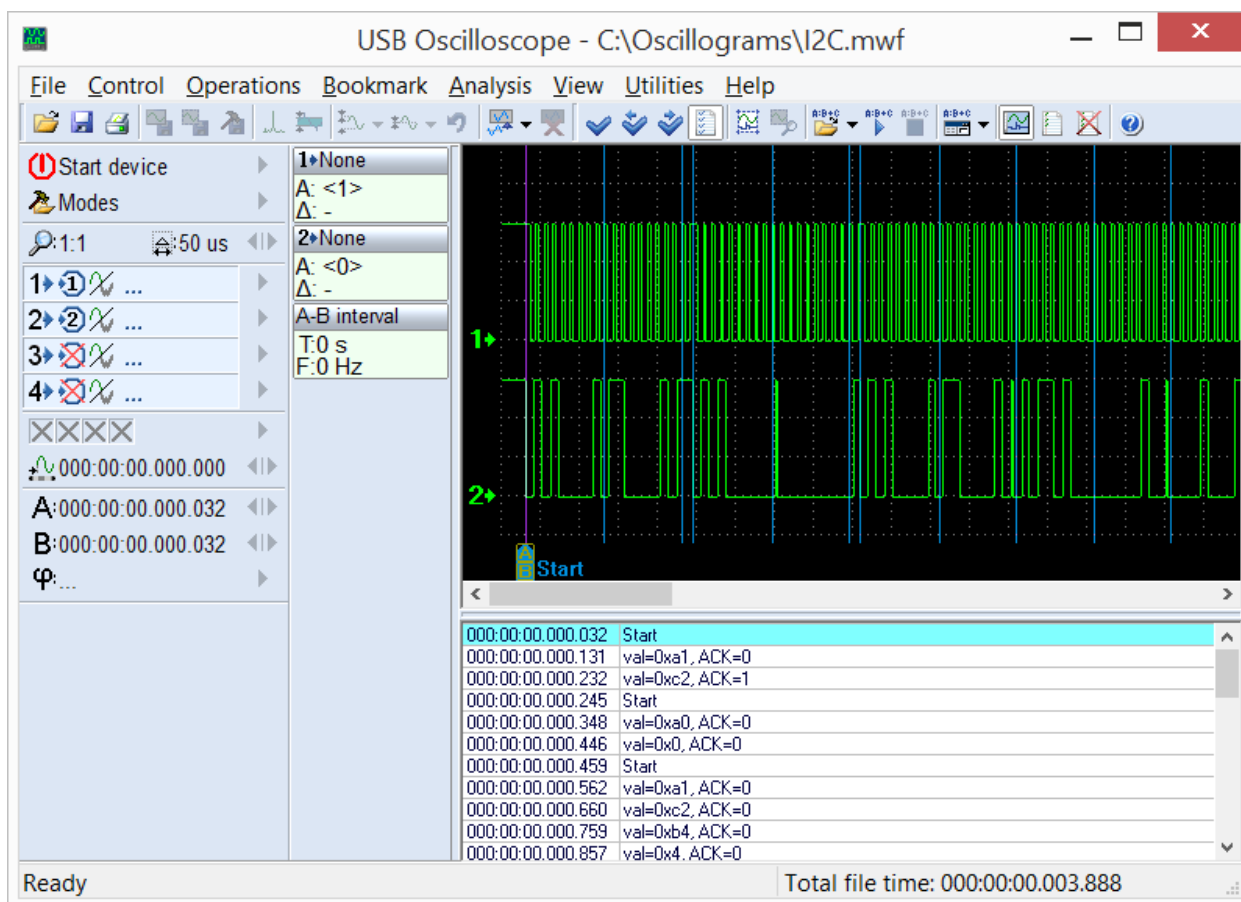 USB Oscilloscope - C:\Oscillograms\I2C.mwf
File Control Operations Bookmark Analysis View Utilities Help
A:B+C A:B+C A:B+C A:B+C
Start device
Modes
:1:1 :50 us
1 1 ...
2 2 ...
3 ...
4 ...
000:00:00.000.000
A:000:00:00.000.032
B:000:00:00.000.032
φ:...
1 None
A: <1>
Δ: -
2 None
A: <0>
Δ: -
A-B interval
T:0 s
F:0 Hz
1
2
A
B Start
000:00:00.000.032 Start
000:00:00.000.131 val=0xa1, ACK=0
000:00:00.000.232 val=0xc2, ACK=1
000:00:00.000.245 Start
000:00:00.000.348 val=0xa0, ACK=0
000:00:00.000.446 val=0x0, ACK=0
000:00:00.000.459 Start
000:00:00.000.562 val=0xa1, ACK=0
000:00:00.000.660 val=0xc2, ACK=0
000:00:00.000.759 val=0xb4, ACK=0
000:00:00.000.857 val=0x4, ACK=0
Ready Total file time: 000:00:00.003.888